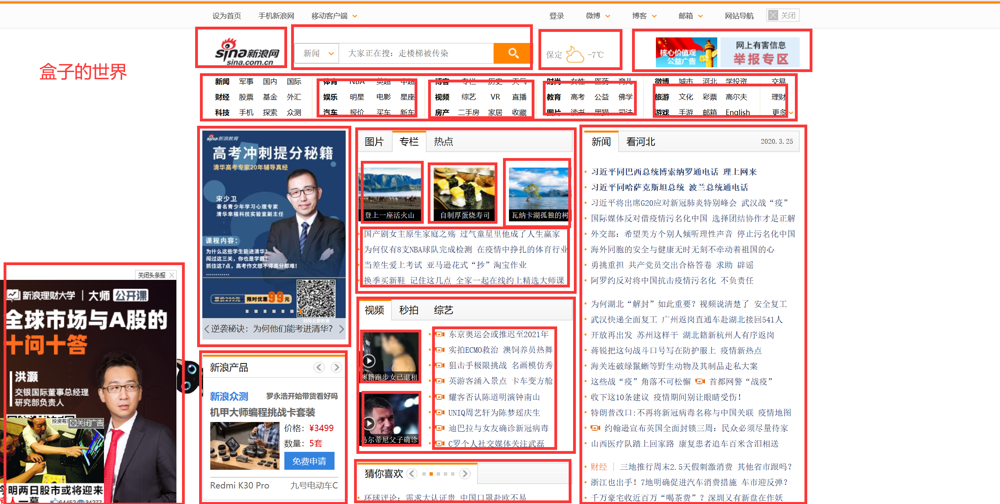 设为首页 手机新浪网 移动客户端 登录 微博 博客 邮箱 网站导航 关闭
盒子的世界
sina新浪网
sina.com.cn
新闻 大家正在搜：走楼梯被传染
保定 -7℃
核心价值观
公益广告
网上有害信息
举报专区
新闻 军事 国内 国际 体育 NBA 英超 中超 博客 专栏 历史 天气 时尚 女性 医药 育儿 微博 城市 河北 学投资 交易
财经 股票 基金 外汇 娱乐 明星 电影 星座 视频 综艺 VR 直播 教育 高考 公益 佛学 旅游 文化 彩票 高尔夫 理财
科技 手机 探索 众测 汽车 报价 买车 新车 房产 二手房 家居 收藏 图片 读书 黑猫 司法 游戏 手游 邮箱 English 更多
sina新浪教育
高考冲刺提分秘籍
清华高考专家20年辅导真经
宋少卫
著名青少年学习心理专家
清华幸福科技实验室副主任
课程内容：
为什么这些学生能进清华？
闯过这三关，你也是学霸！
抓住这7点，高考作文想不得高分都难！
…………
原价299元 限时优惠99元
扫码立即听课
逆袭秘诀：为何他们能考进清华？
新浪产品
新浪众测 罗永浩开始带货看好吗
机甲大师编程挑战卡套装
价格：¥3499
数量：5套
免费申请
Redmi K30 Pro 九号电动车C
关闭头条报
新浪理财大学 | 大师 公开课
全球市场与A股的
十问十答
洪灏
交银国际董事总经理
研究部负责人
投资有
关闭广告
今明两日股市或将迎来
惊人一幕 64452 34277
图片 专栏 热点
登上一座活火山 自制厚蛋烧寿司 瓦纳卡湖孤独的树
国产剧女主原生家庭之殇 过气童星里他成了人生赢家
为何仅有8支NBA球队完成检测 在疫情中挣扎的体育行业
当差生爱上考试 亚马逊花式“抄”淘宝作业
换季买新鞋 记住这几点 全家一起在线约上精选大师课
视频 秒拍 综艺
奥籍跑步女已退租
马尔蒂尼父子确诊
东京奥运会或推迟至2021年
实拍ECMO救治 澳饲养员热舞
狙击手极限挑战 名画模仿秀
英游客涌入景点 卡车变方舱
耀客否认陈道明演钟南山
UNIQ周艺轩为陈梦瑶庆生
迪巴拉与女友确诊新冠病毒
C罗个人社交媒体关注武磊
猜你喜欢
环球评论：需求大认证贵 中国口罩赴欧不易
新闻 看河北 2020.3.25
习近平同巴西总统博索纳罗通电话 理上网来
习近平同哈萨克斯坦总统 波兰总统通电话
习近平将出席G20应对新冠肺炎特别峰会 武汉战“疫”
国际媒体反对借疫情污名化中国 选择团结协作才是正解
外交部：希望美方个别人倾听理性声音 停止污名化中国
海外同胞的安全与健康无时无刻不牵动着祖国的心
勇挑重担 共产党员交出合格答卷 求助 辟谣
阿罗约反对将中国抗击疫情污名化 不负责任
为何湖北“解封”如此重要？视频说清楚了 安全复工
武汉快递全面复工 广州返岗直通车赴湖北接回541人
开放再出发 苏州这样干 湖北籍新杭州人有序返岗
蒋锐把这句战斗口号写在防护服上 疫情新热点
海关连破绿鬣蜥等野生动物及其制品走私大案
这些战“疫”角落不可松懈 首都网警“战疫”
收下这10条建议 疫情期间别让眼睛受伤！
特朗普改口:不再将新冠病毒名称与中国关联 疫情地图
约翰逊宣布英国全面封锁三周：民众必须尽量待家
山西医疗队踏上回家路 康复患者追车百米含泪相送
财经 | 三地推行周末2.5天假刺激消费 其他省市跟吗？
浙江也出手！7地明确促进汽车消费措施 车市迎反弹？
千万豪宅收近百万“喝茶费”？深圳又有新盘在作妖